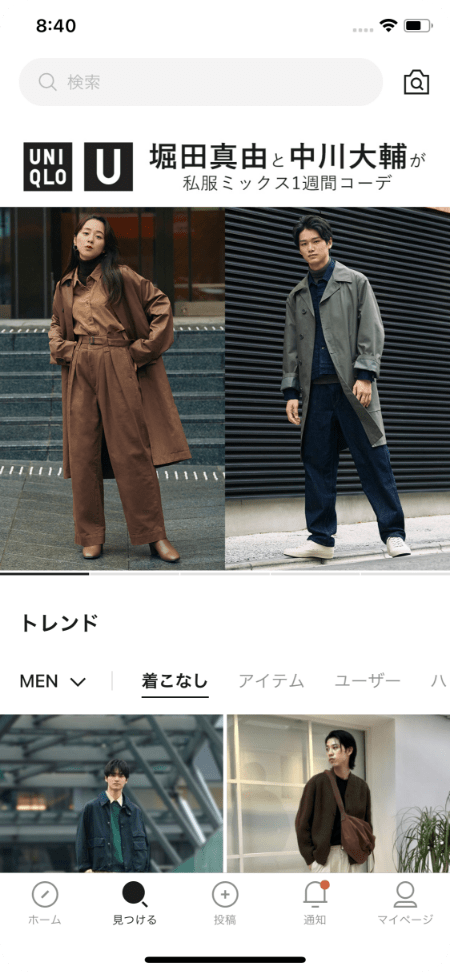 8:40
検索
UNI
QLO
U
堀田真由と中川大輔が
私服ミックス1週間コーデ
トレンド
MEN
着こなし
アイテム
ユーザー
ハ
ホーム
見つける
投稿
通知
マイページ